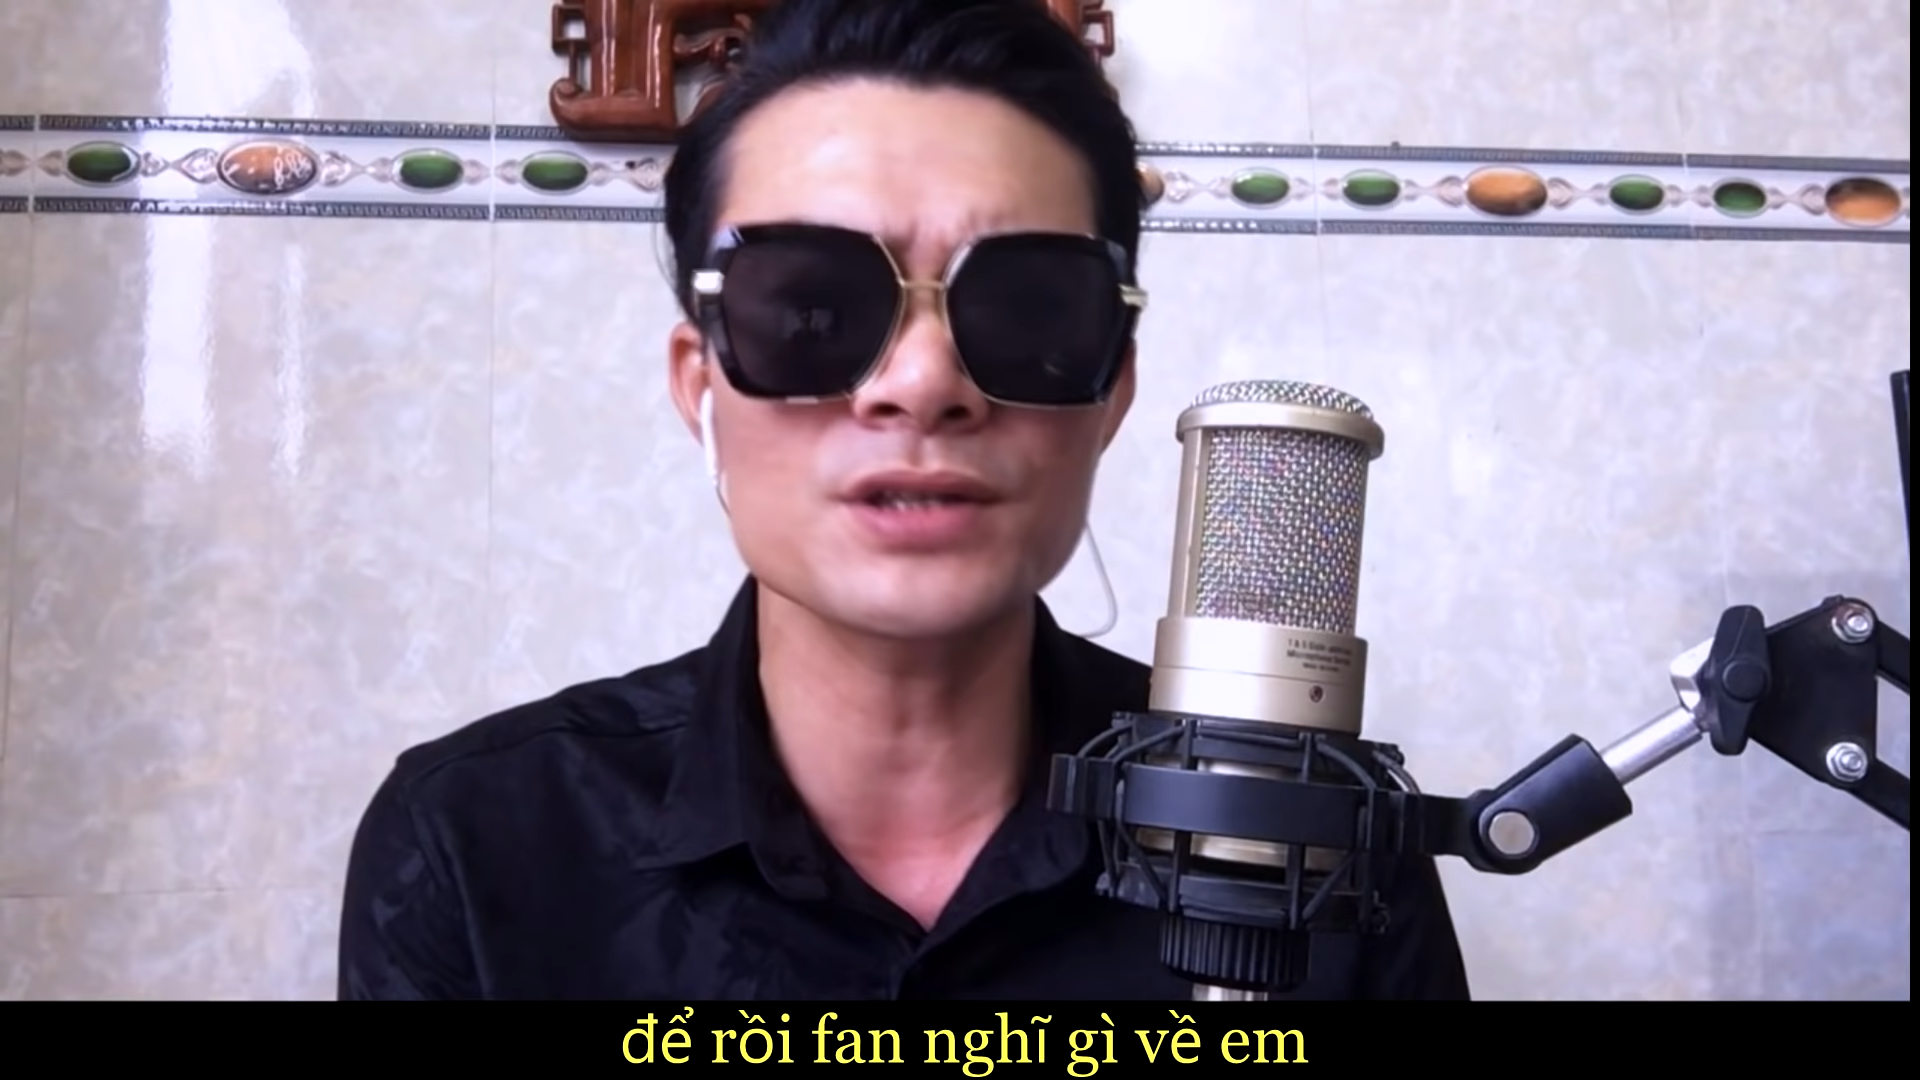 để rồi fan nghĩ gì về em